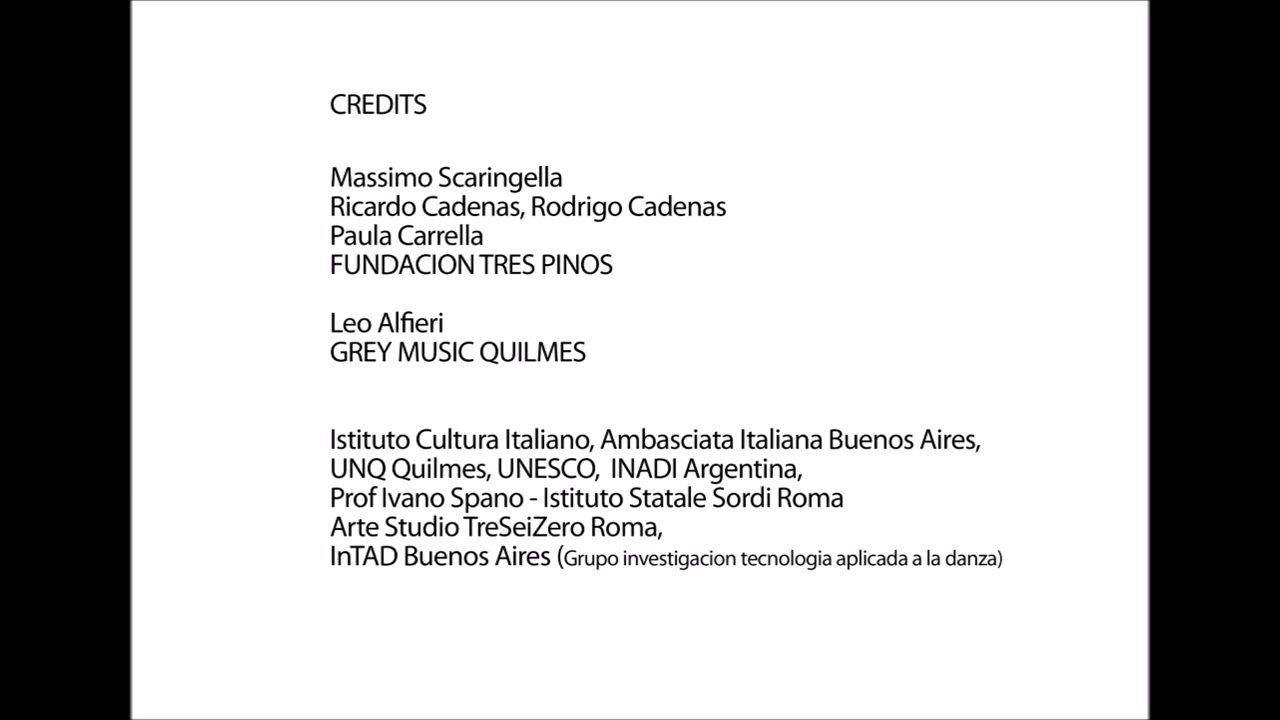 CREDITS
Massimo Scaringella
Ricardo Cadenas, Rodrigo Cadenas
Paula Carrella
FUNDACION TRES PINOS
Leo Alfieri
GREY MUSIC QUILMES
Istituto Cultura Italiano, Ambasciata Italiana Buenos Aires,
UNQ Quilmes, UNESCO,  INADI Argentina,
Prof Ivano Spano - Istituto Statale Sordi Roma
Arte Studio TreSeiZero Roma,
InTAD Buenos Aires (Grupo investigacion tecnologia aplicada a la danza)